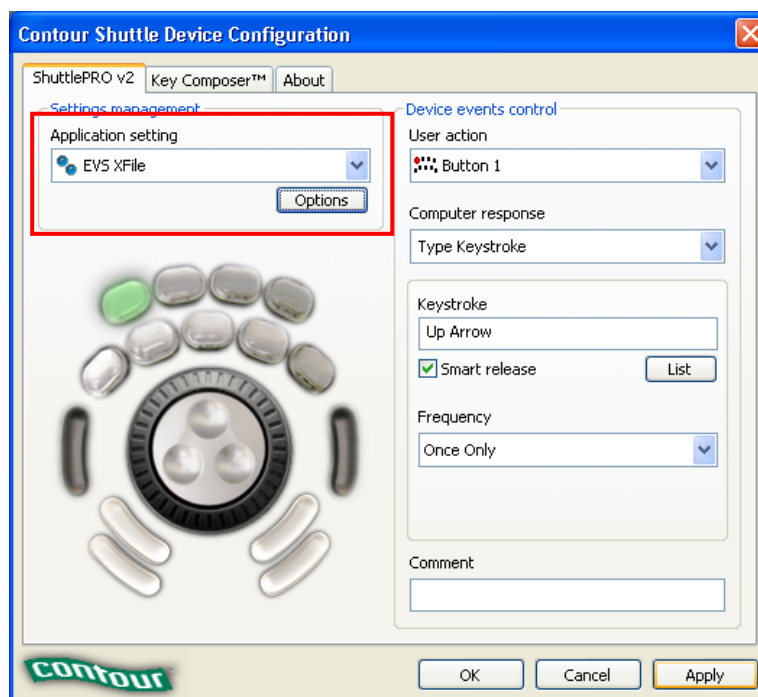 Contour Shuttle Device Configuration
ShuttlePRO v2
Key Composer™
About
Settings management
Application setting
EVS XFile
Options
Device events control
User action
Button 1
Computer response
Type Keystroke
Keystroke
Up Arrow
Smart release
List
Frequency
Once Only
Comment
contour
OK
Cancel
Apply